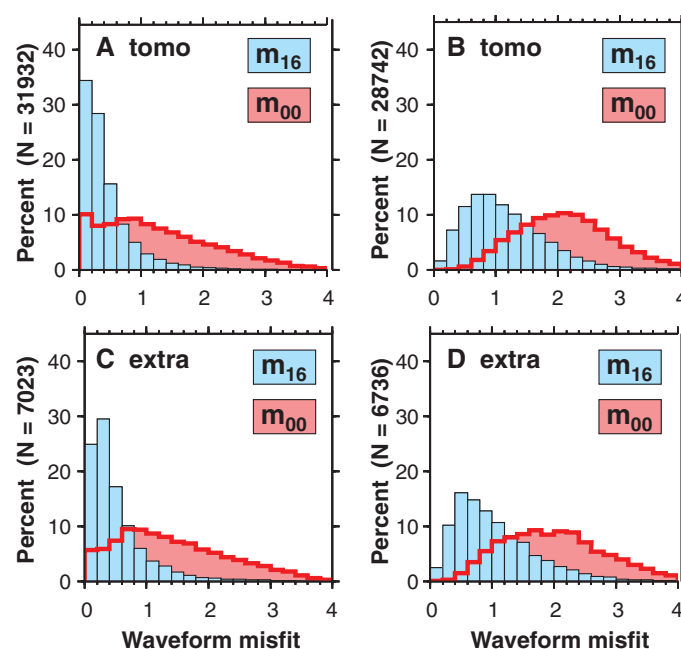 A tomo
m16
m00
Percent (N = 31932)
40
30
20
10
0
0 1 2 3 4
B tomo
m16
m00
Percent (N = 28742)
40
30
20
10
0
0 1 2 3 4
C extra
m16
m00
Percent (N = 7023)
40
30
20
10
0
0 1 2 3 4
Waveform misfit
D extra
m16
m00
Percent (N = 6736)
40
30
20
10
0
0 1 2 3 4
Waveform misfit